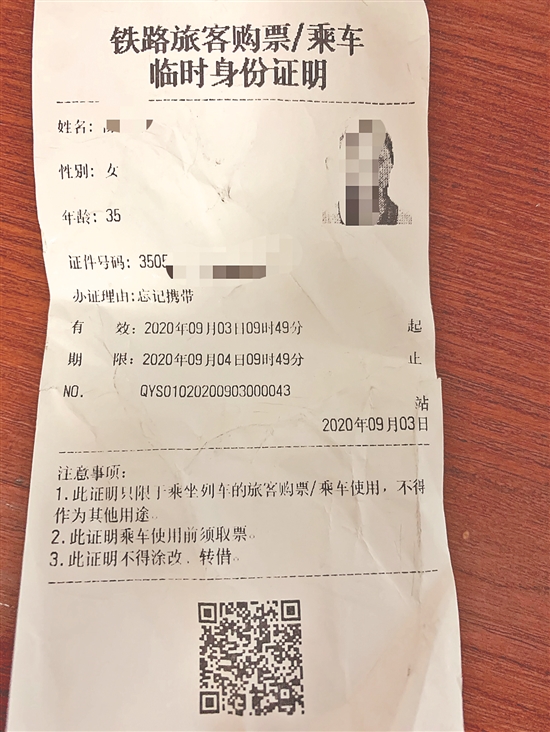 铁路旅客购票/乘车
临时身份证明
姓名:
性别: 女
年龄: 35
证件号码: 3505
办证理由:忘记携带
有 效: 2020年09月03日09时49分 起
期 限: 2020年09月04日09时49分 止
NO. QYS01020200903000043
站
2020年09月03日
注意事项:
1.此证明只限于乘坐列车的旅客购票/乘车使用,不得
作为其他用途。
2.此证明乘车使用前须取票。
3.此证明不得涂改、转借。